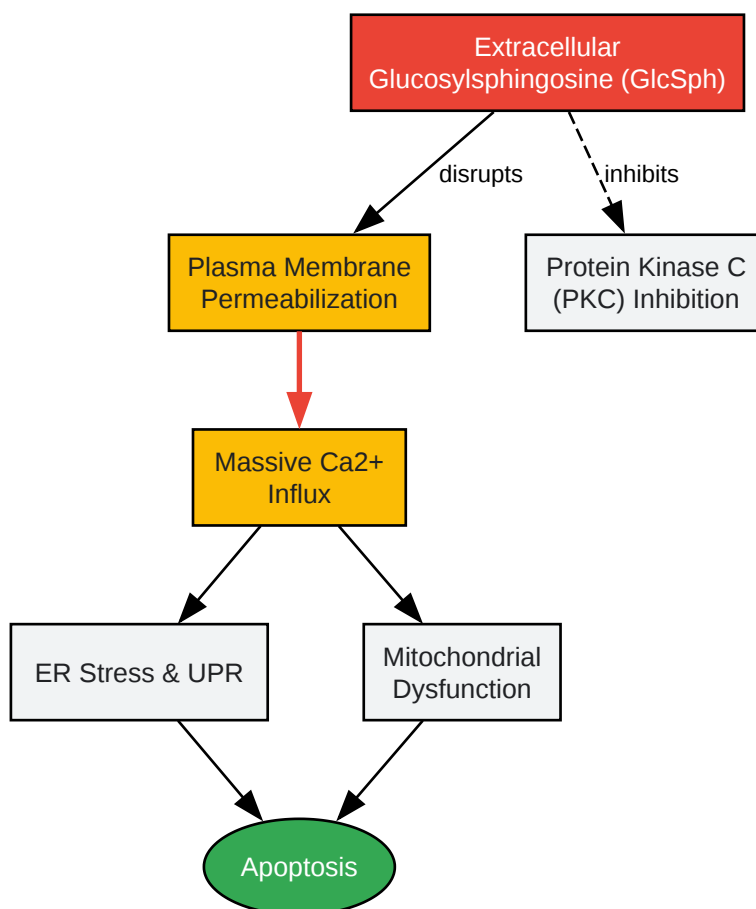 Extracellular
Glucosylsphingosine (GlcSph)
disrupts
inhibits
Plasma Membrane
Permeabilization
Protein Kinase C
(PKC) Inhibition
Massive Ca2+
Influx
ER Stress & UPR
Mitochondrial
Dysfunction
Apoptosis